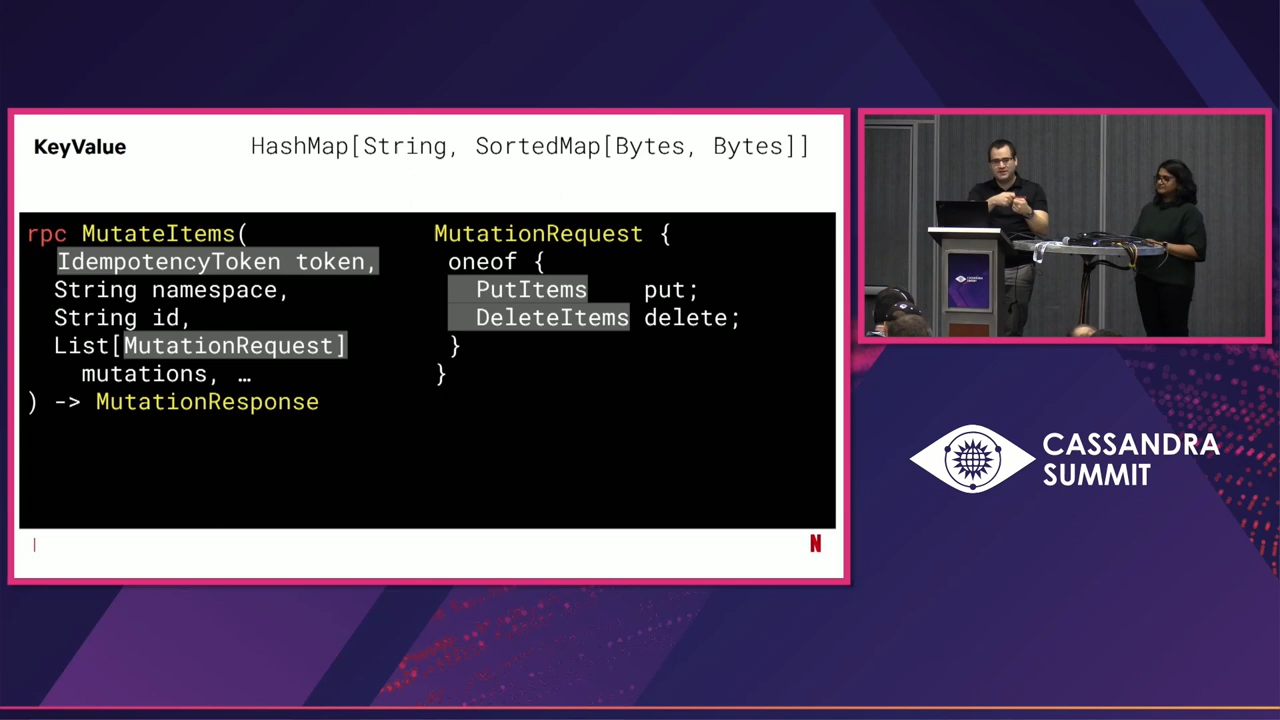 KeyValue
HashMap[String, SortedMap[Bytes, Bytes]]
rpc MutateItems(
IdempotencyToken token,
String namespace,
String id,
List[MutationRequest]
mutations, …
) -> MutationResponse
MutationRequest {
oneof {
PutItems put;
DeleteItems delete;
}
}
N
CASSANDRA
SUMMIT